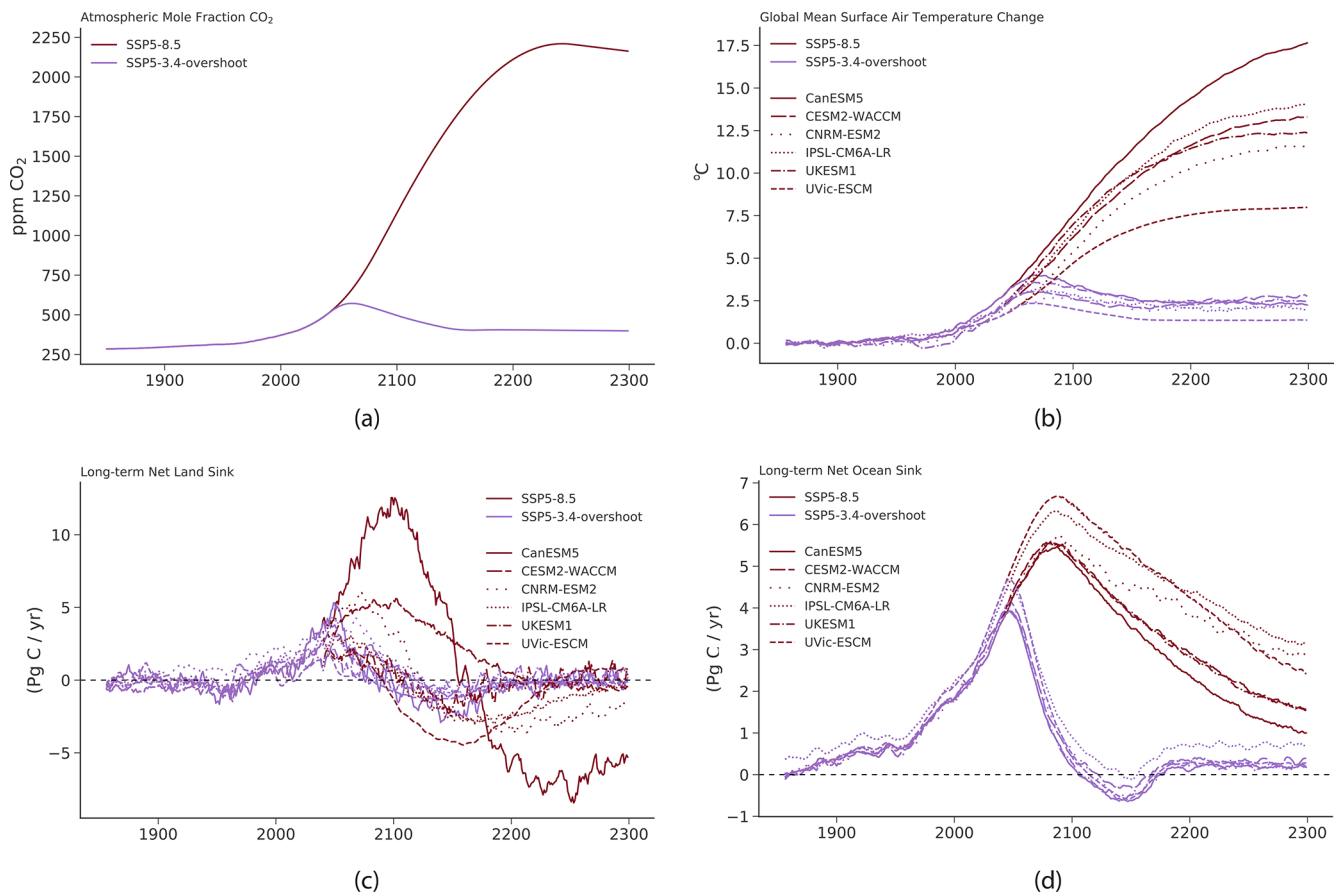 Atmospheric Mole Fraction CO₂
ppm CO₂
2250
2000
1750
1500
1250
1000
750
500
250
SSP5-8.5
SSP5-3.4-overshoot
1900 2000 2100 2200 2300
(a)
Global Mean Surface Air Temperature Change
°C
17.5
15.0
12.5
10.0
7.5
5.0
2.5
0.0
SSP5-8.5
SSP5-3.4-overshoot
CanESM5
CESM2-WACCM
CNRM-ESM2
IPSL-CM6A-LR
UKESM1
UVic-ESCM
1900 2000 2100 2200 2300
(b)
Long-term Net Land Sink
(Pg C / yr)
10
5
0
−5
SSP5-8.5
SSP5-3.4-overshoot
CanESM5
CESM2-WACCM
CNRM-ESM2
IPSL-CM6A-LR
UKESM1
UVic-ESCM
1900 2000 2100 2200 2300
(c)
Long-term Net Ocean Sink
(Pg C / yr)
7
6
5
4
3
2
1
0
−1
SSP5-8.5
SSP5-3.4-overshoot
CanESM5
CESM2-WACCM
CNRM-ESM2
IPSL-CM6A-LR
UKESM1
UVic-ESCM
1900 2000 2100 2200 2300
(d)